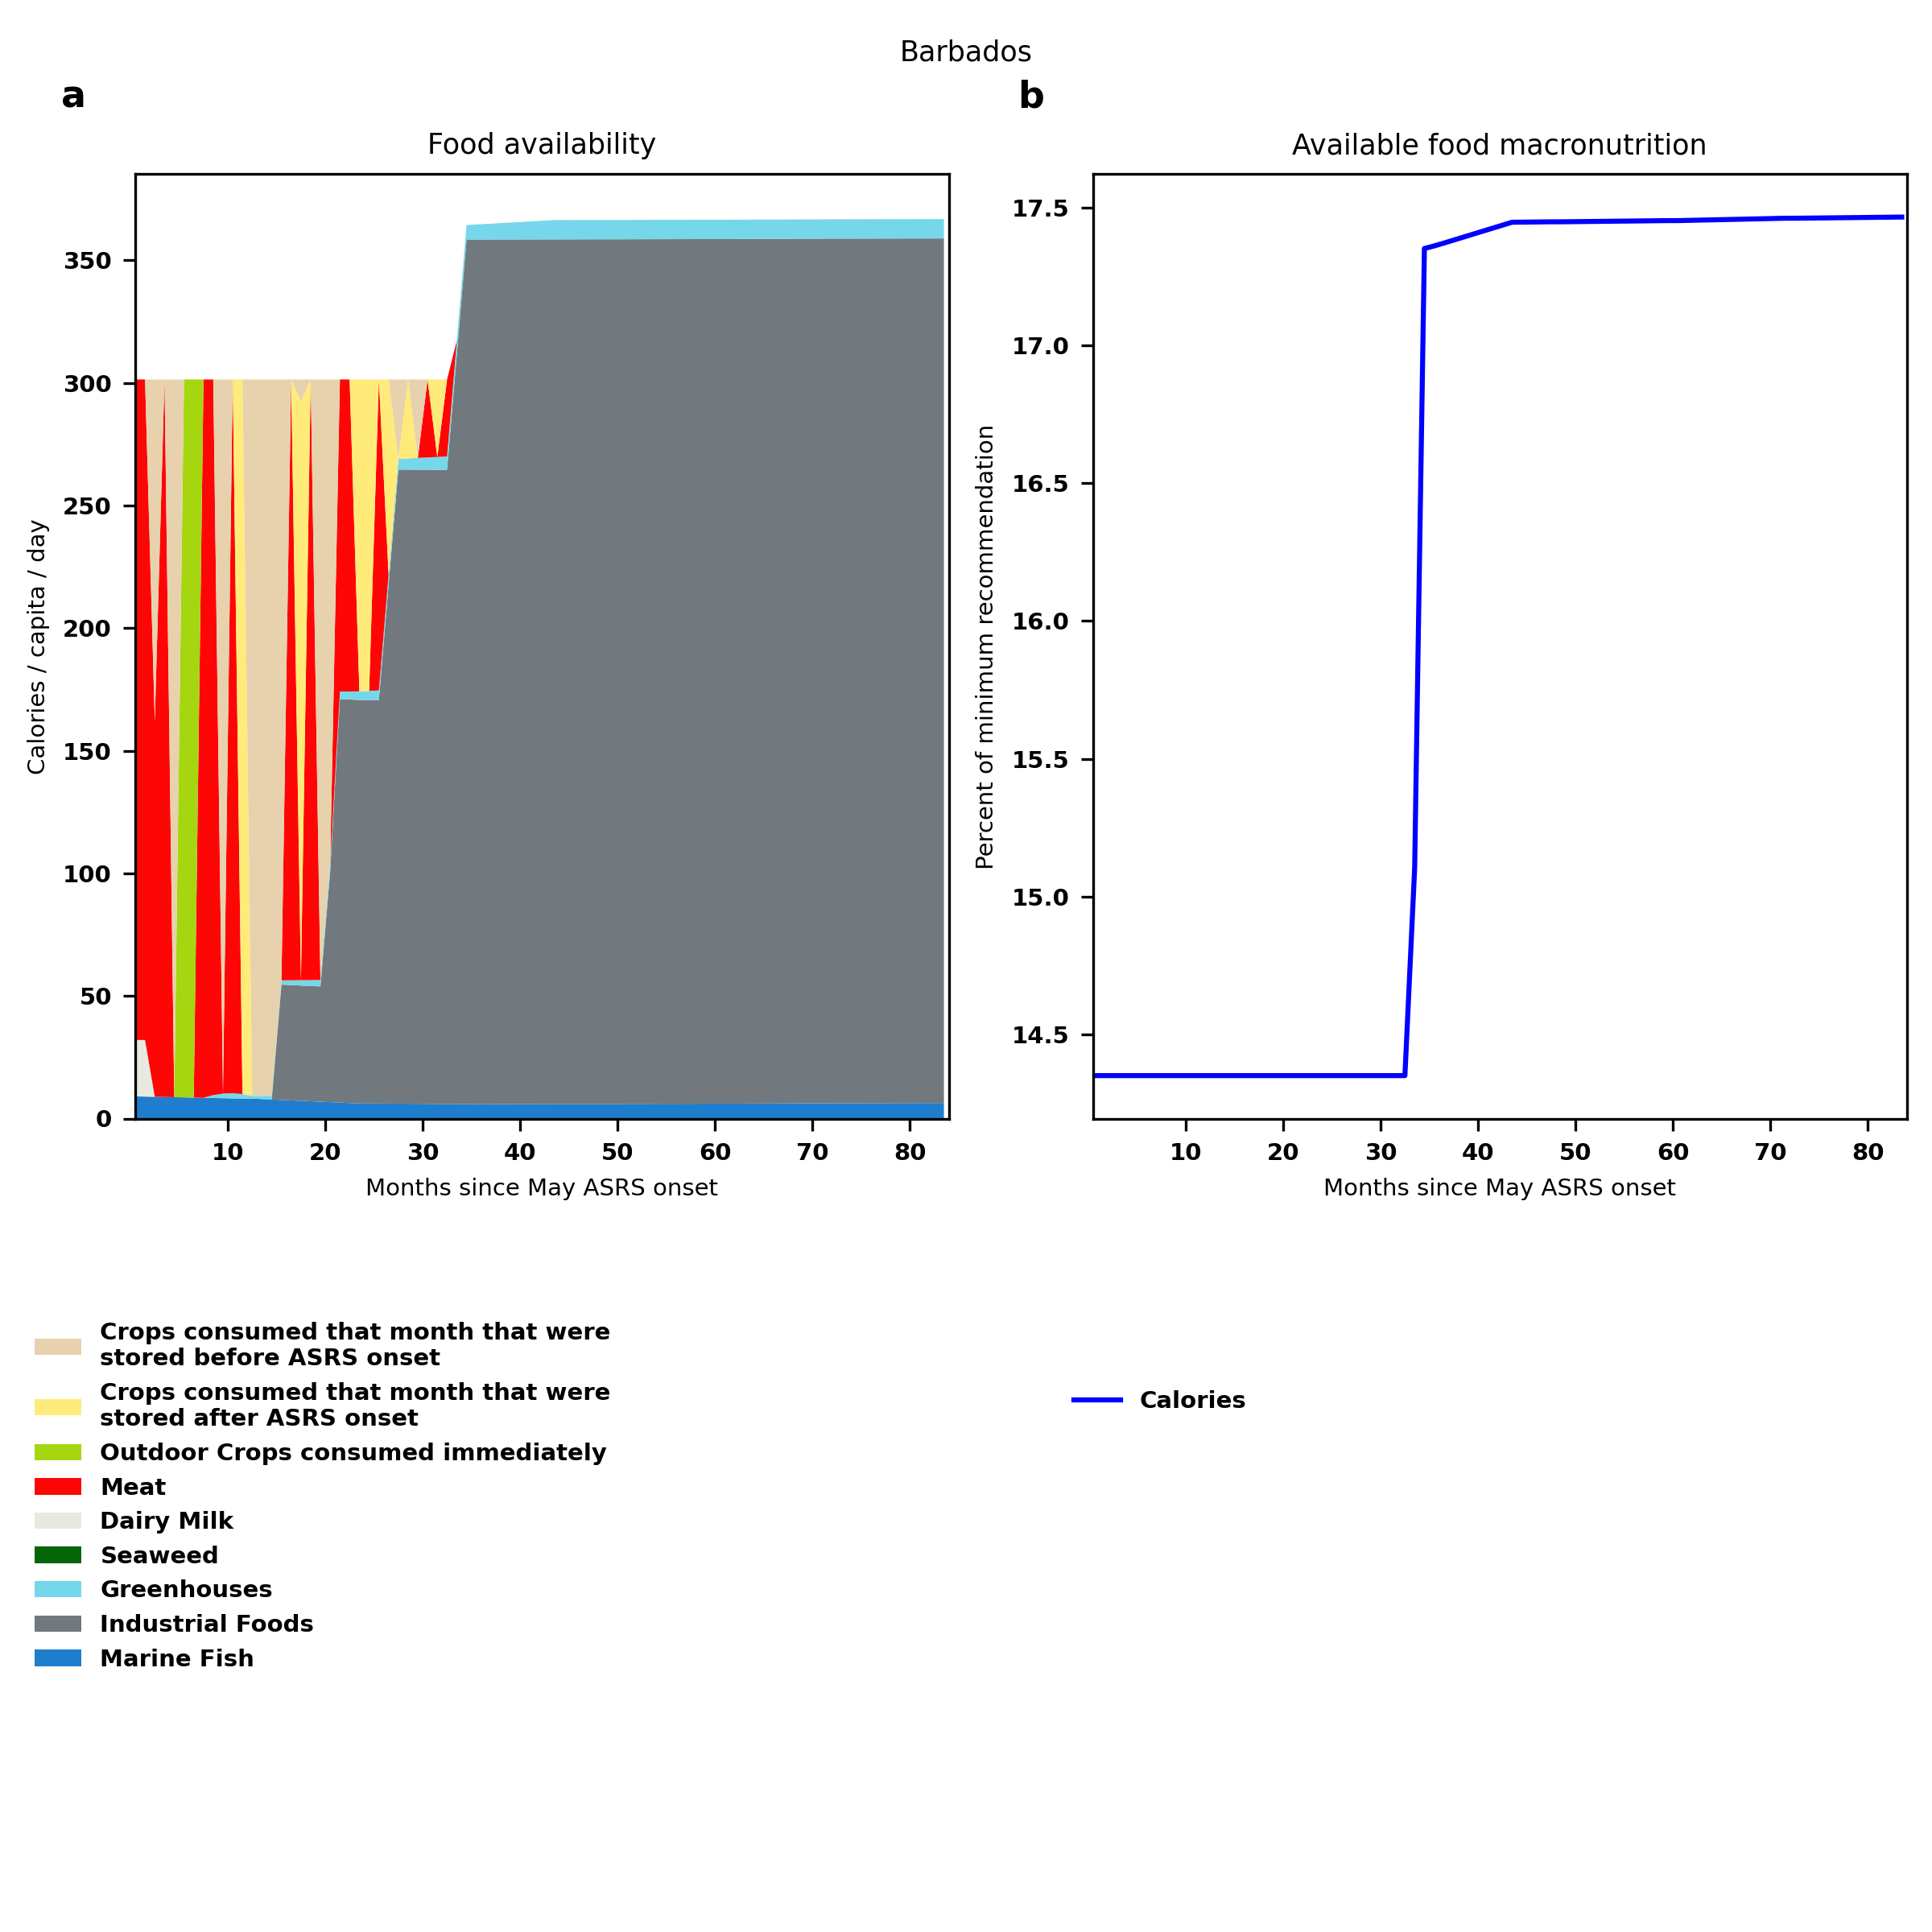 Barbados
a
Food availability
350
300
250
200
150
100
50
0
Calories / capita / day
10 20 30 40 50 60 70 80
Months since May ASRS onset
b
Available food macronutrition
17.5
17.0
16.5
16.0
15.5
15.0
14.5
Percent of minimum recommendation
10 20 30 40 50 60 70 80
Months since May ASRS onset
Crops consumed that month that were
stored before ASRS onset
Crops consumed that month that were
stored after ASRS onset
Outdoor Crops consumed immediately
Meat
Dairy Milk
Seaweed
Greenhouses
Industrial Foods
Marine Fish
Calories